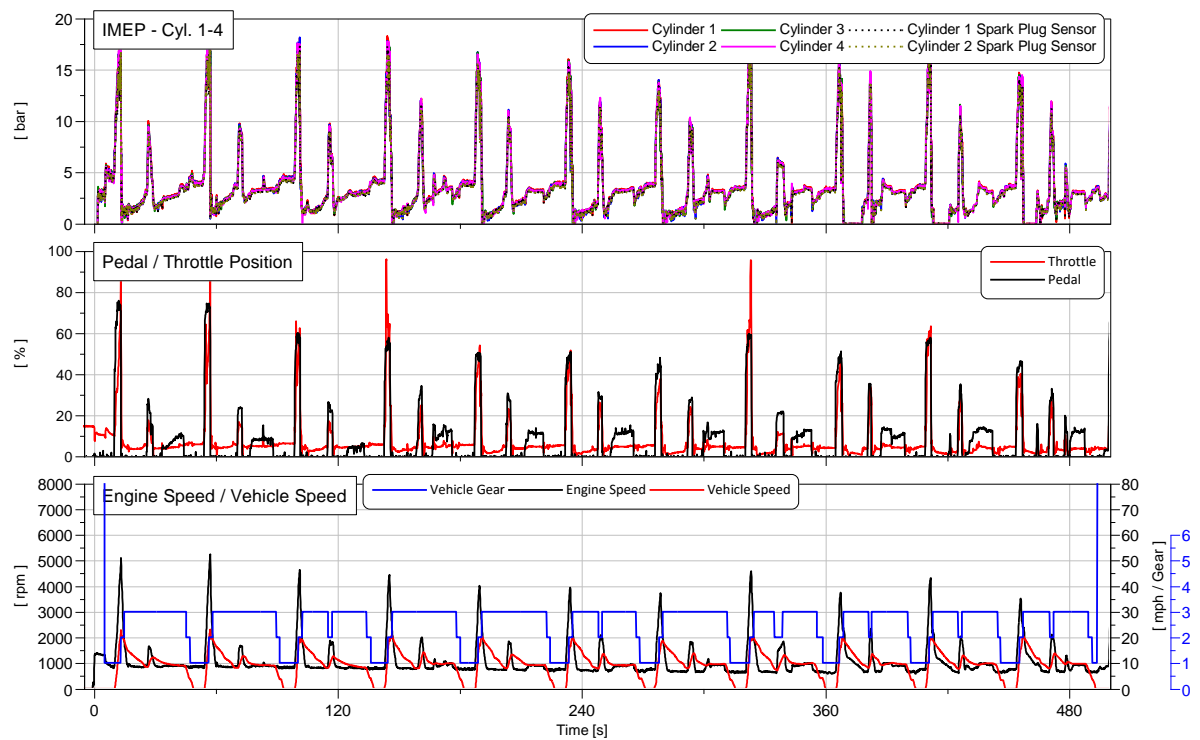 IMEP - Cyl. 1-4
Cylinder 1 Cylinder 3 Cylinder 1 Spark Plug Sensor
Cylinder 2 Cylinder 4 Cylinder 2 Spark Plug Sensor
20
15
10
5
0
[ bar ]
Pedal / Throttle Position
Throttle
Pedal
100
80
60
40
20
0
[ % ]
Engine Speed / Vehicle Speed
Vehicle Gear Engine Speed Vehicle Speed
8000
7000
6000
5000
4000
3000
2000
1000
0
[ rpm ]
80
70
60
50
40
30
20
10
0
[ mph / Gear ]
6
5
4
3
2
1
0
0 120 240 360 480
Time [s]